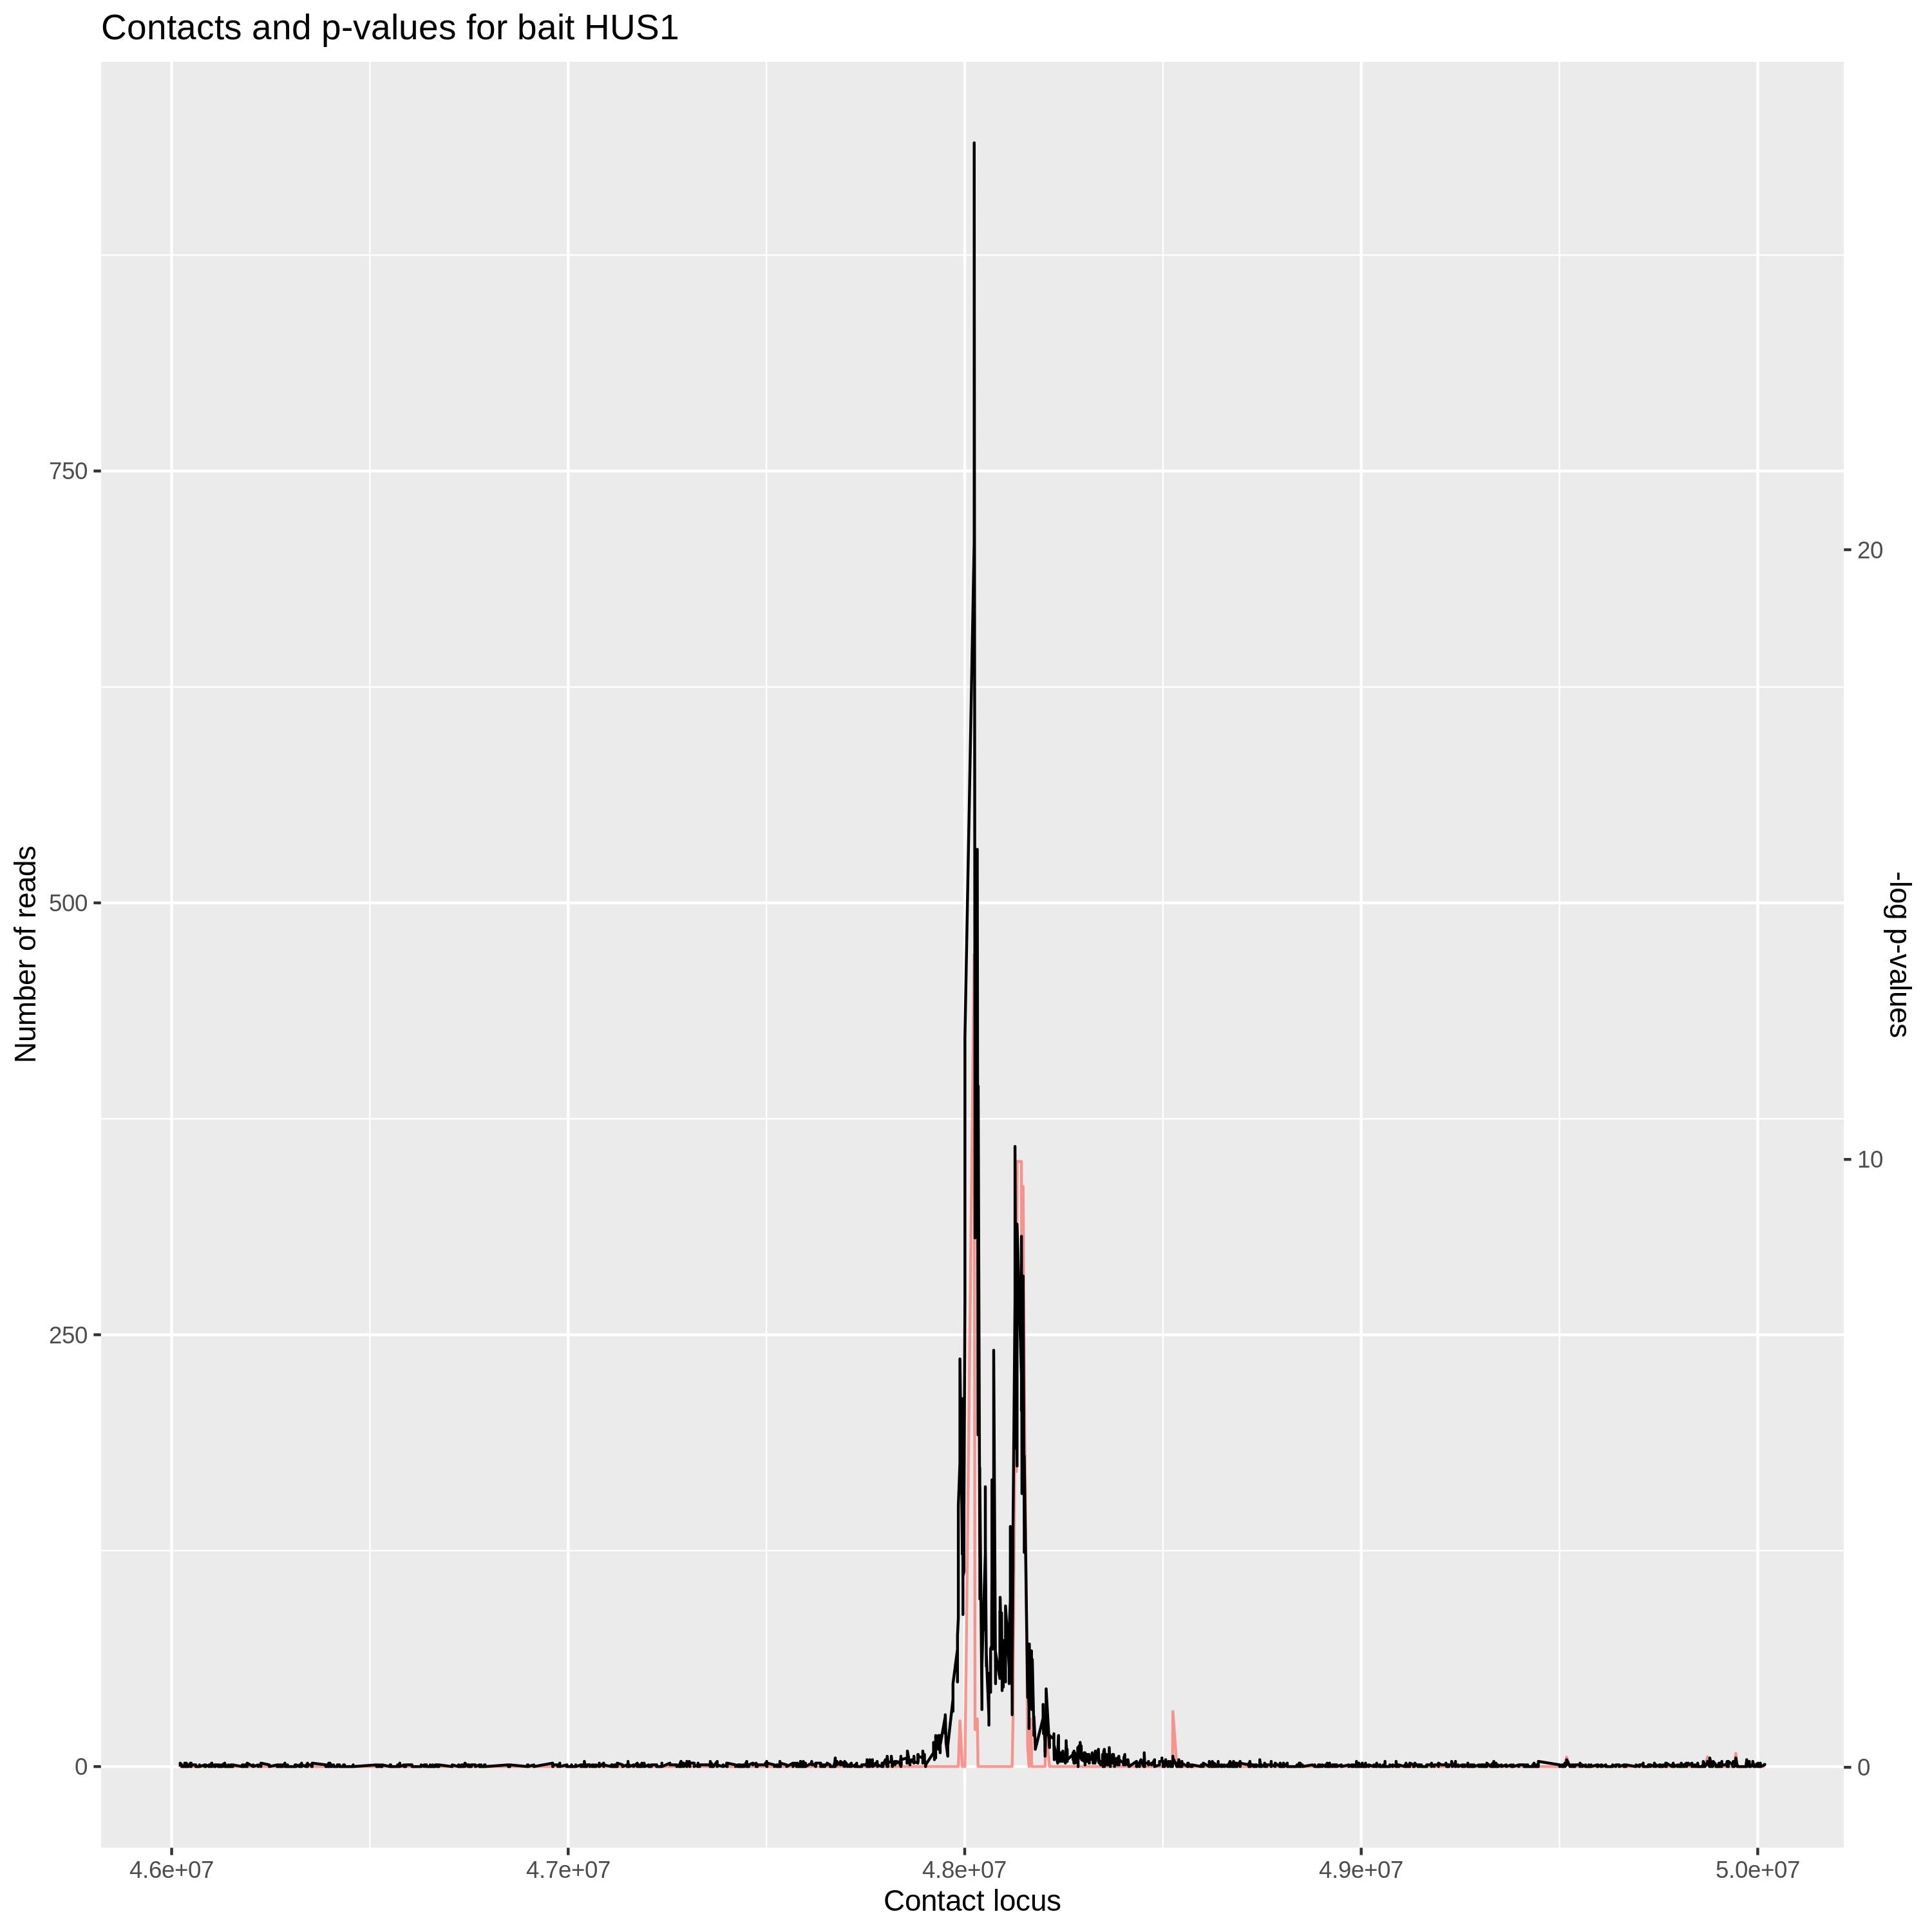 Contacts and p-values for bait HUS1
Number of reads
750
500
250
0
20
10
0
-log p-values
4.6e+07 4.7e+07 4.8e+07 4.9e+07 5.0e+07
Contact locus